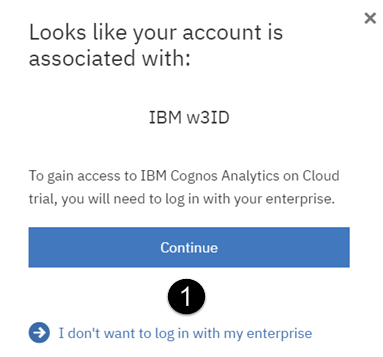 Looks like your account is
associated with:
IBM w3ID
To gain access to IBM Cognos Analytics on Cloud
trial, you will need to log in with your enterprise.
Continue
1
I don't want to log in with my enterprise